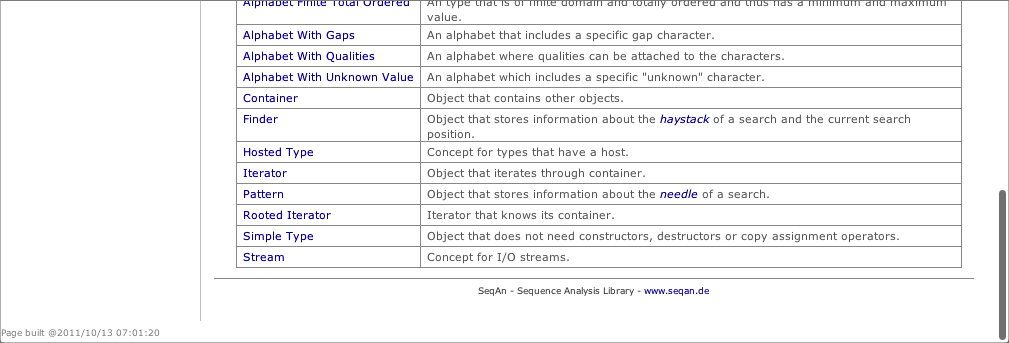 Alphabet Finite Total Ordered An type that is of finite domain and totally ordered and thus has a minimum and maximum
value.
Alphabet With Gaps An alphabet that includes a specific gap character.
Alphabet With Qualities An alphabet where qualities can be attached to the characters.
Alphabet With Unknown Value An alphabet which includes a specific "unknown" character.
Container Object that contains other objects.
Finder Object that stores information about the haystack of a search and the current search
position.
Hosted Type Concept for types that have a host.
Iterator Object that iterates through container.
Pattern Object that stores information about the needle of a search.
Rooted Iterator Iterator that knows its container.
Simple Type Object that does not need constructors, destructors or copy assignment operators.
Stream Concept for I/O streams.
SeqAn - Sequence Analysis Library - www.seqan.de
Page built @2011/10/13 07:01:20